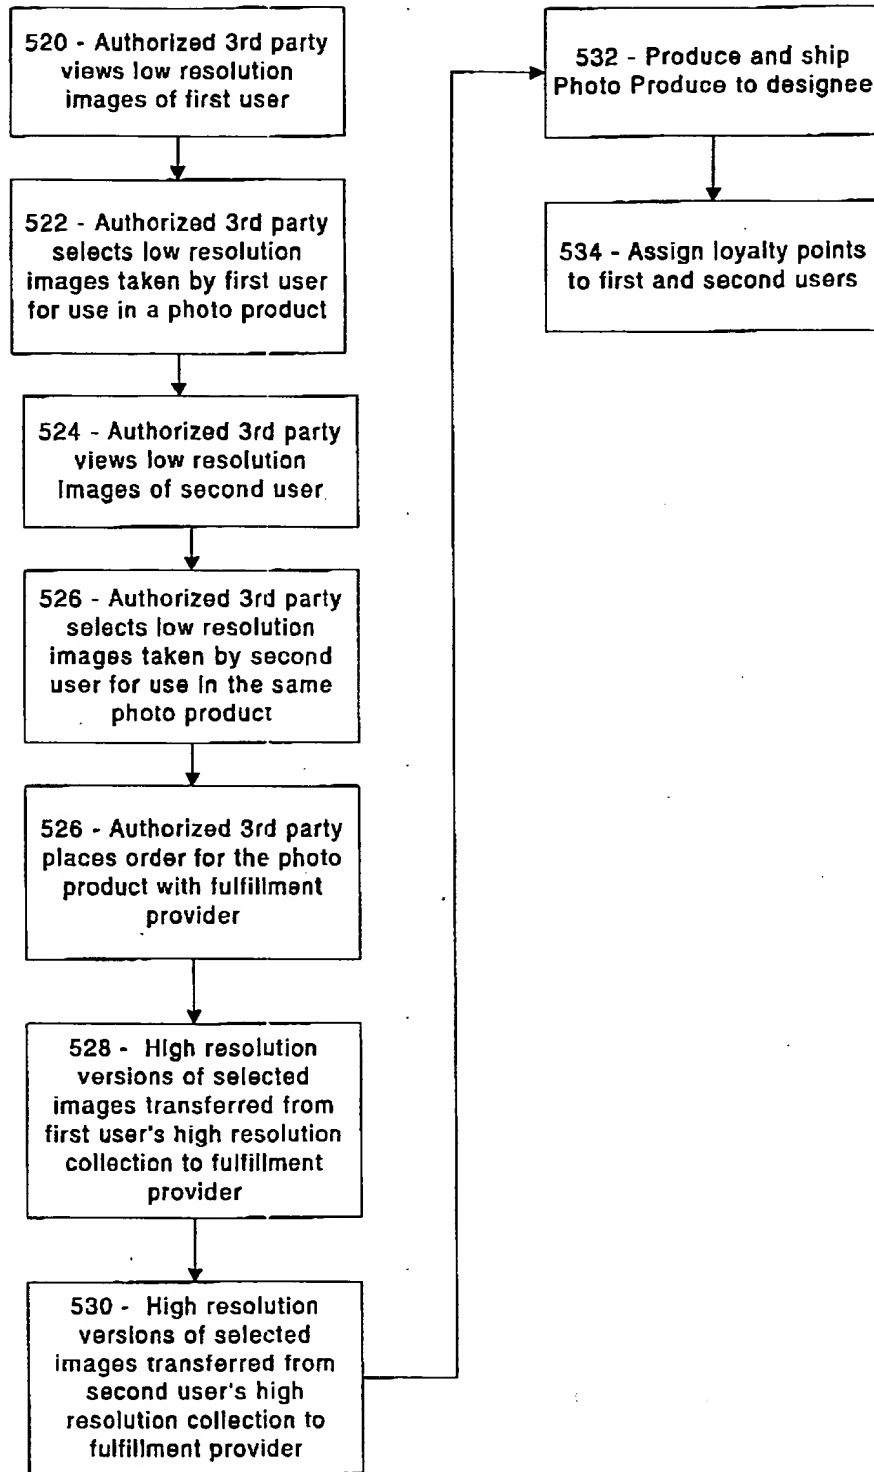 520 - Authorized 3rd party
views low resolution
images of first user
522 - Authorized 3rd party
selects low resolution
images taken by first user
for use in a photo product
524 - Authorized 3rd party
views low resolution
Images of second user
526 - Authorized 3rd party
selects low resolution
images taken by second
user for use in the same
photo product
526 - Authorized 3rd party
places order for the photo
product with fulfillment
provider
528 - High resolution
versions of selected
images transferred from
first user's high resolution
collection to fulfillment
provider
530 - High resolution
versions of selected
images transferred from
second user's high
resolution collection to
fulfillment provider
532 - Produce and ship
Photo Produce to designee
534 - Assign loyalty points
to first and second users